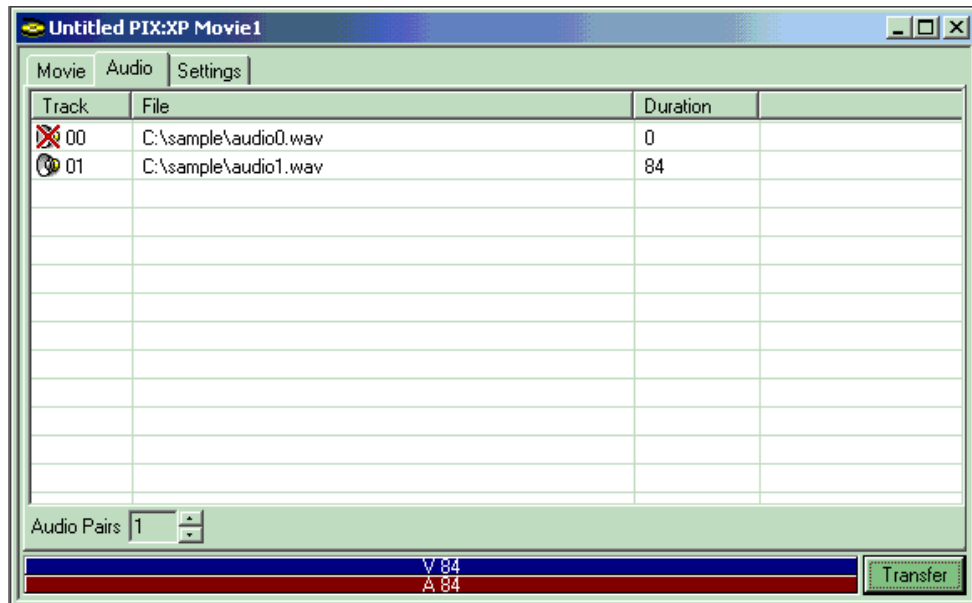 Untitled PIX:XP Movie1
Movie Audio Settings
Track File Duration
00 C:\sample\audio0.wav 0
01 C:\sample\audio1.wav 84
Audio Pairs 1
V 84
A 84
Transfer